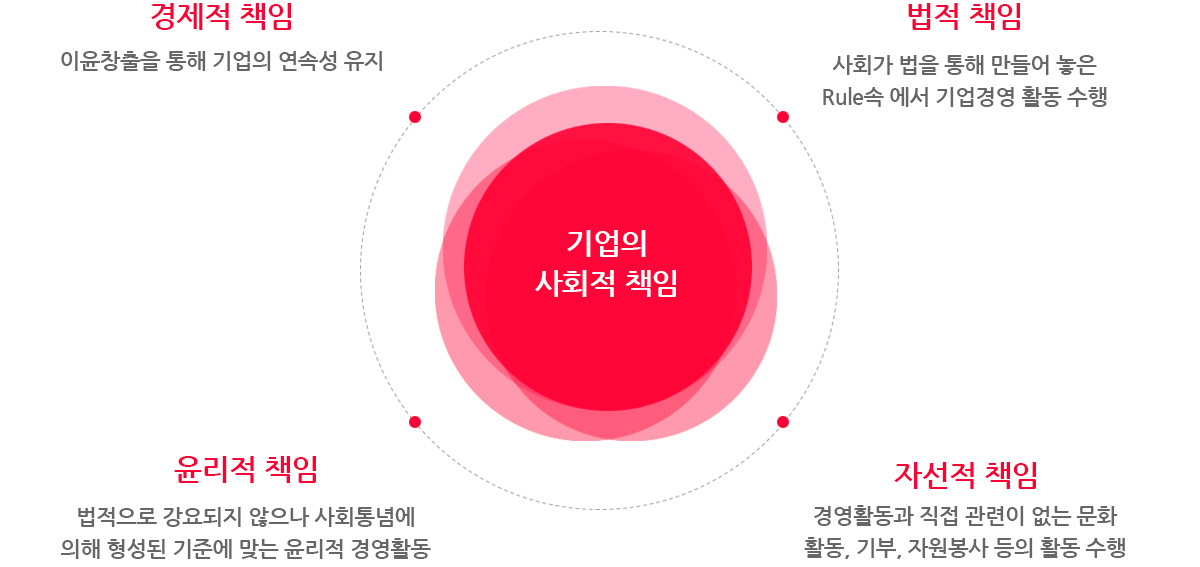 경제적 책임
이윤창출을 통해 기업의 연속성 유지
법적 책임
사회가 법을 통해 만들어 놓은
Rule속 에서 기업경영 활동 수행
기업의
사회적 책임
윤리적 책임
법적으로 강요되지 않으나 사회통념에
의해 형성된 기준에 맞는 윤리적 경영활동
자선적 책임
경영활동과 직접 관련이 없는 문화
활동, 기부, 자원봉사 등의 활동 수행